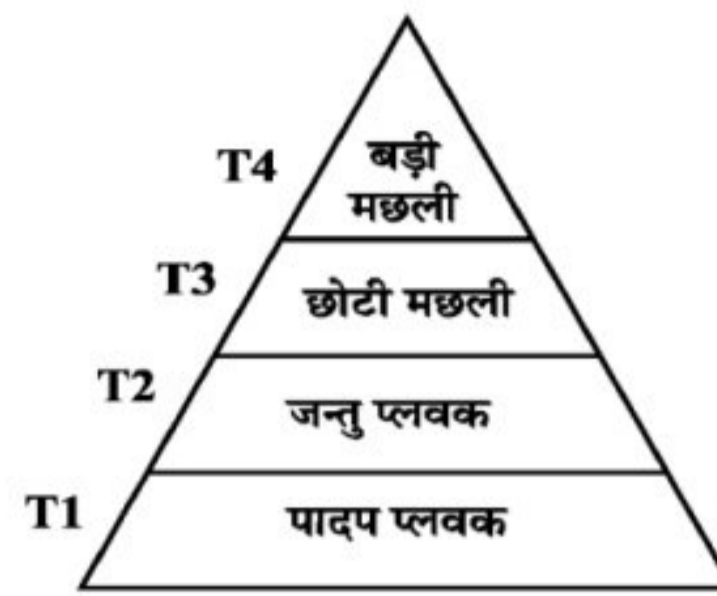 T4
बड़ी
मछली
T3
छोटी मछली
T2
जन्तु प्लवक
T1
पादप प्लवक